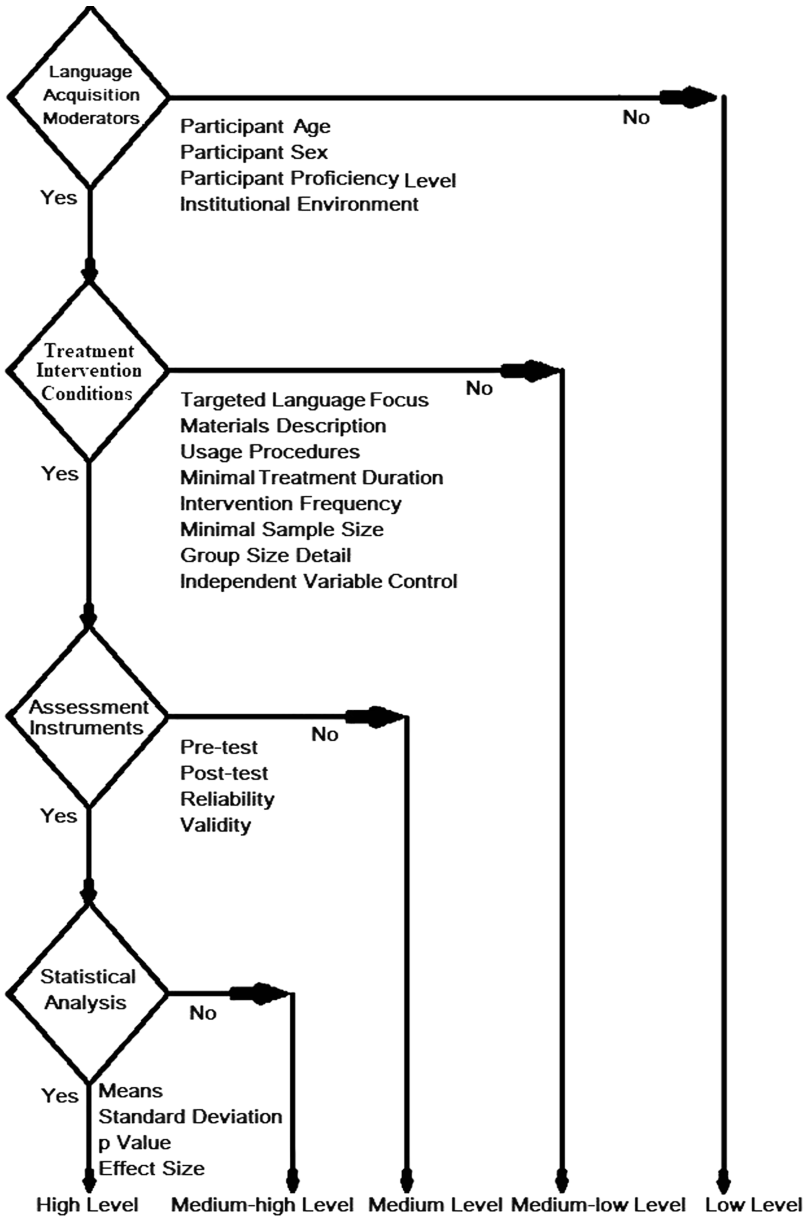 Language
Acquisition
Moderators
No
Participant Age
Participant Sex
Participant Proficiency Level
Institutional Environment
Yes
Treatment
Intervention
Conditions
No
Targeted Language Focus
Materials Description
Usage Procedures
Minimal Treatment Duration
Intervention Frequency
Minimal Sample Size
Group Size Detail
Independent Variable Control
Yes
Assessment
Instruments
No
Pre-test
Post-test
Reliability
Validity
Yes
Statistical
Analysis
No
Yes
Means
Standard Deviation
p Value
Effect Size
High Level
Medium-high Level
Medium Level
Medium-low Level
Low Level